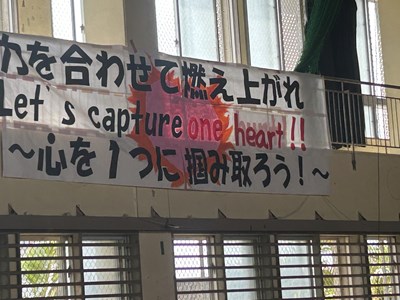 力を合わせて燃え上がれ
Let's capture one heart!!
～心を1つに掴み取ろう!～